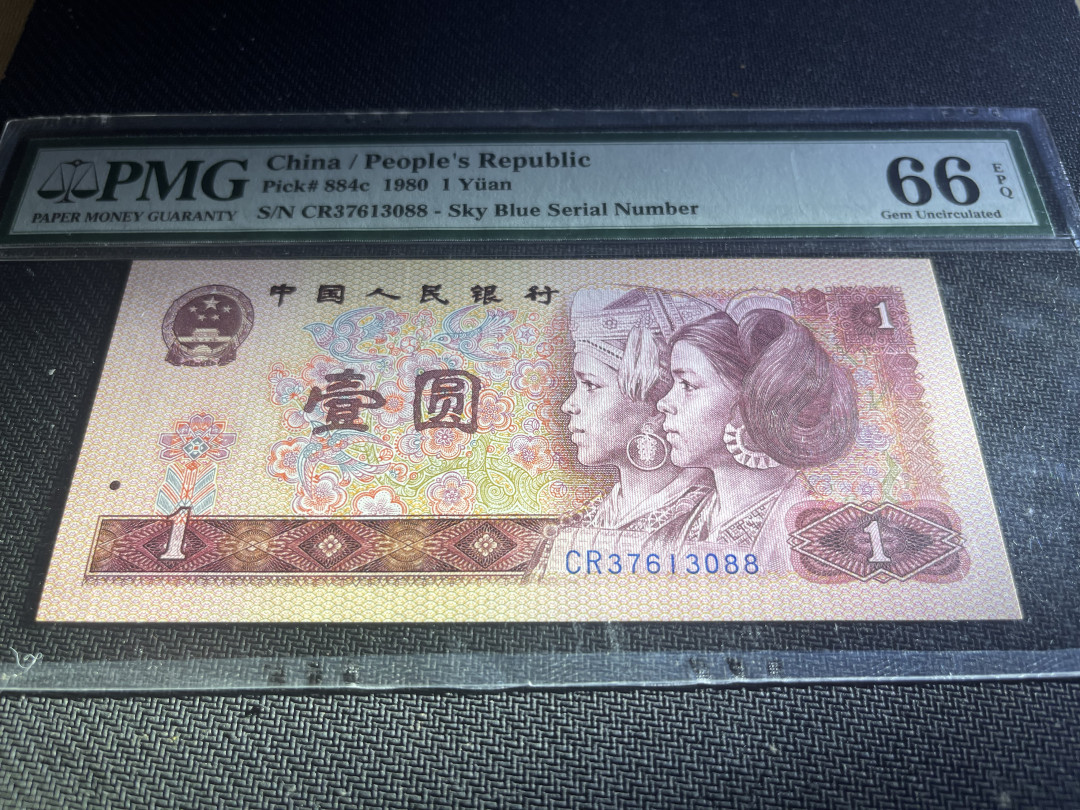 PMG
PAPER MONEY GUARANTY
China / People's Republic
Pick# 884c 1980 1 Yüan
S/N CR37613088 - Sky Blue Serial Number
66 EPQ
Gem Uncirculated
中国人民银行
1
壹圆
1
1
CR37613088